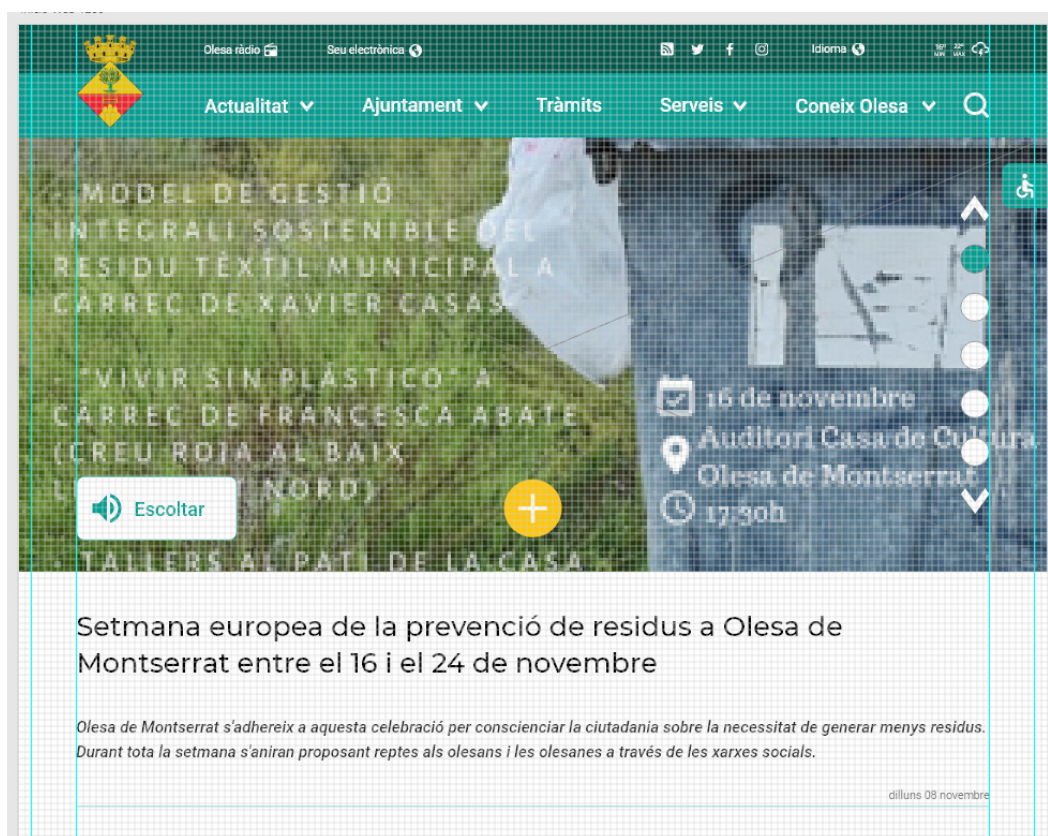 Olesa ràdio
Seu electrònica
Idioma
16° MIN
22° MAX
Actualitat
Ajuntament
Tràmits
Serveis
Coneix Olesa
- MODEL DE GESTIÓ
INTEGRALI SOSTENIBLE DEL
RESIDU TÈXTIL MUNICIPAL A
CÀRREC DE XAVIER CASAS
- "VIVIR SIN PLÁSTICO" A
CÀRREC DE FRANCESCA ABATE
(CREU ROJA AL BAIX
NORD)
- TALLERS AL PATI DE LA CASA
16 de novembre
Auditori Casa de Cultura
Olesa de Montserrat
17:30h
Escoltar
Setmana europea de la prevenció de residus a Olesa de
Montserrat entre el 16 i el 24 de novembre
Olesa de Montserrat s'adhereix a aquesta celebració per conscienciar la ciutadania sobre la necessitat de generar menys residus.
Durant tota la setmana s'aniran proposant reptes als olesans i les olesanes a través de les xarxes socials.
dilluns 08 novembre